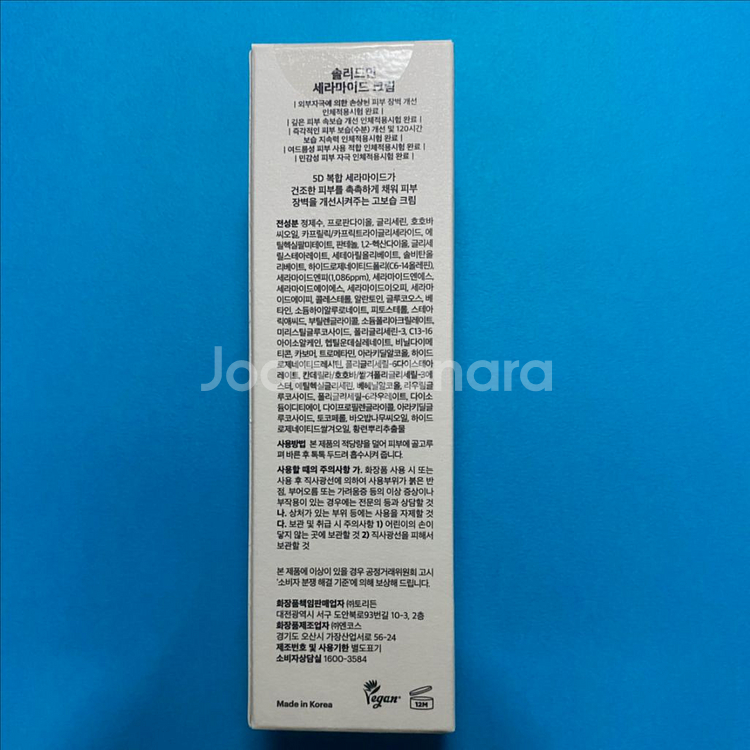 솔리드인
세라마이드 크림
| 외부자극에 의한 손상된 피부 장벽 개선
인체적용시험 완료 |
| 깊은 피부 속보습 개선 인체적용시험 완료 |
| 즉각적인 피부 보습(수분) 개선 및 120시간
보습 지속력 인체적용시험 완료 |
| 여드름성 피부 사용 적합 인체적용시험 완료 |
| 민감성 피부 자극 인체적용시험 완료 |
5D 복합 세라마이드가
건조한 피부를 촉촉하게 채워 피부
장벽을 개선시켜주는 고보습 크림
전성분 정제수, 프로판다이올, 글리세린, 호호바
씨오일, 카프릴릭/카프릭트라이글리세라이드, 에
틸헥실팔미테이트, 판테놀, 1,2-헥산다이올, 글리세
릴스테아레이트, 세테아릴올리베이트, 솔비탄올
리베이트, 하이드로제네이티드폴리(C6-14올레핀),
세라마이드엔피(1,086ppm), 세라마이드엔에스,
세라마이드에이에스, 세라마이드이오피, 세라마
이드에이피, 콜레스테롤, 알란토인, 글루코오스, 베
타인, 소듐하이알루로네이트, 피토스테롤, 스테아
릭애씨드, 부틸렌글라이콜, 소듐폴리아크릴레이트,
미리스틸글루코사이드, 폴리글리세린-3, C13-16
아이소알케인, 헵틸운데실레네이트, 비닐다이메
티콘, 카보머, 트로메타민, 아라키딜알코올, 하이드
로제네이티드레시틴, 폴리글리세릴-6다이스테아
레이트, 칸데릴라/호호바/쌀겨폴리글리세릴-3에
스터, 에틸헥실글리세린, 베헤닐알코올, 라우릴글
루코사이드, 폴리글리세릴-6라우레이트, 다이소
듐이디티에이, 다이프로필렌글라이콜, 아라키딜글
루코사이드, 토코페롤, 바오밥나무씨오일, 하이드
로제네이티드쌀겨오일, 황련뿌리추출물
사용방법 본 제품의 적당량을 덜어 피부에 골고루
펴 바른 후 톡톡 두드려 흡수시켜 줍니다.
사용할 때의 주의사항 가. 화장품 사용 시 또는
사용 후 직사광선에 의하여 사용부위가 붉은 반
점, 부어오름 또는 가려움증 등의 이상 증상이나
부작용이 있는 경우에는 전문의 등과 상담할 것
나. 상처가 있는 부위 등에는 사용을 자제할 것
다. 보관 및 취급 시 주의사항 1) 어린이의 손이
닿지 않는 곳에 보관할 것 2) 직사광선을 피해서
보관할 것
본 제품에 이상이 있을 경우 공정거래위원회 고시
'소비자 분쟁 해결 기준'에 의해 보상해 드립니다.
화장품책임판매업자 ㈜토리든
대전광역시 서구 도안북로93번길 10-3, 2층
화장품제조업자 ㈜엔코스
경기도 오산시 가장산업서로 56-24
제조번호 및 사용기한 별도표기
소비자상담실 1600-3584
Made in Korea
Vegan
12M